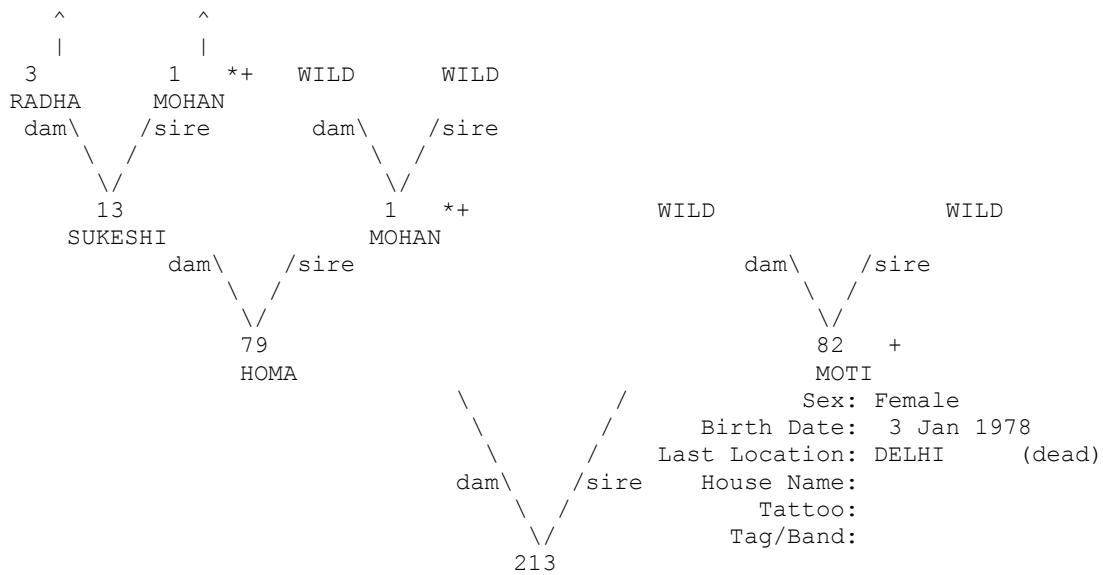 ^ ^
| |
3 1 *+ WILD WILD
RADHA MOHAN
dam\ /sire dam\ /sire
\ / \ /
\/ \/
13 1 *+ WILD WILD
SUKESHI MOHAN
dam\ /sire dam\ /sire
\ / \ /
\/ \/
79 82 +
HOMA MOTI
\ / Sex: Female
\ / Birth Date: 3 Jan 1978
\ / Last Location: DELHI (dead)
dam\ /sire House Name:
\ / Tattoo:
\/ Tag/Band:
213